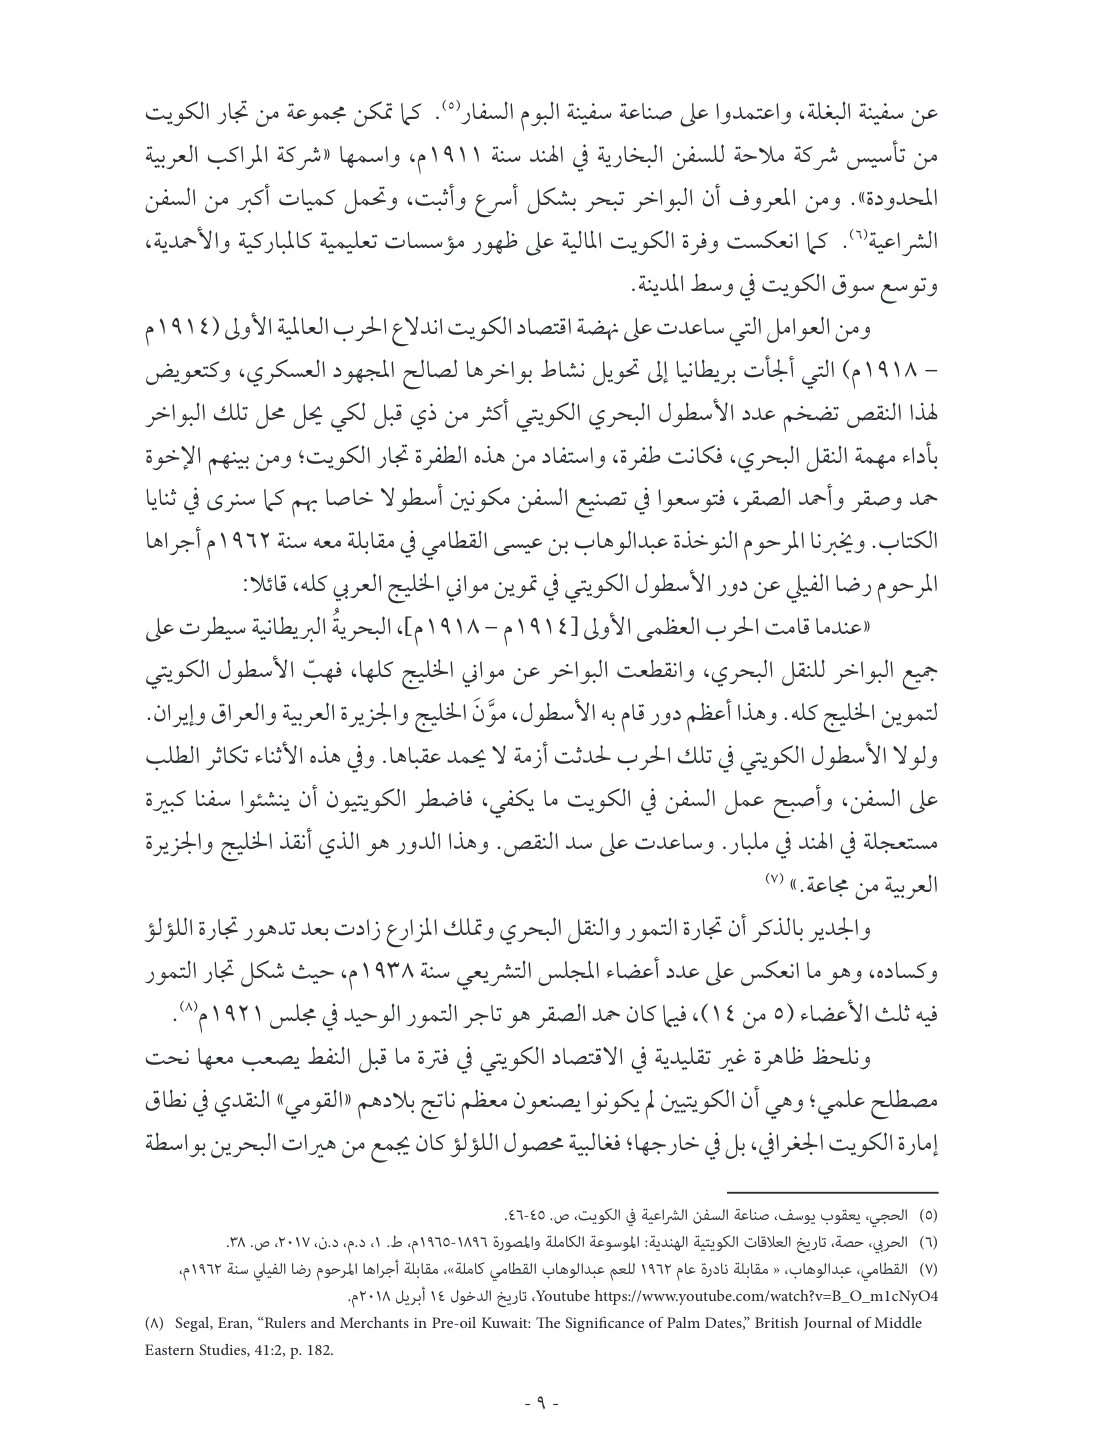 عن سفينة البغلة، واعتمدوا على صناعة سفينة البوم السفار(٥). كما تمكن مجموعة من تجار الكويت
من تأسيس شركة ملاحة للسفن البخارية في الهند سنة ١٩١١م، واسمها «شركة المراكب العربية
المحدودة». ومن المعروف أن البواخر تبحر بشكل أسرع وأثبت، وتحمل كميات أكبر من السفن
الشراعية(٦). كما انعكست وفرة الكويت المالية على ظهور مؤسسات تعليمية كالمباركية والأحمدية،
وتوسع سوق الكويت في وسط المدينة.
ومن العوامل التي ساعدت على نهضة اقتصاد الكويت اندلاع الحرب العالمية الأولى (١٩١٤م
– ١٩١٨م) التي ألجأت بريطانيا إلى تحويل نشاط بواخرها لصالح المجهود العسكري، وكتعويض
لهذا النقص تضخم عدد الأسطول البحري الكويتي أكثر من ذي قبل لكي يحل محل تلك البواخر
بأداء مهمة النقل البحري، فكانت طفرة، واستفاد من هذه الطفرة تجار الكويت؛ ومن بينهم الإخوة
حمد وصقر وأحمد الصقر، فتوسعوا في تصنيع السفن مكونين أسطولا خاصا بهم كما سنرى في ثنايا
الكتاب. ويخبرنا المرحوم النوخذة عبدالوهاب بن عيسى القطامي في مقابلة معه سنة ١٩٦٢م أجراها
المرحوم رضا الفيلي عن دور الأسطول الكويتي في تموين مواني الخليج العربي كله، قائلا:
«عندما قامت الحرب العظمى الأولى [١٩١٤م – ١٩١٨م]، البحريةُ البريطانية سيطرت على
جميع البواخر للنقل البحري، وانقطعت البواخر عن مواني الخليج كلها، فهبّ الأسطول الكويتي
لتموين الخليج كله. وهذا أعظم دور قام به الأسطول، موَّنَ الخليج والجزيرة العربية والعراق وإيران.
ولولا الأسطول الكويتي في تلك الحرب لحدثت أزمة لا يحمد عقباها. وفي هذه الأثناء تكاثر الطلب
على السفن، وأصبح عمل السفن في الكويت ما يكفي، فاضطر الكويتيون أن ينشئوا سفنا كبيرة
مستعجلة في الهند في ملبار. وساعدت على سد النقص. وهذا الدور هو الذي أنقذ الخليج والجزيرة
العربية من مجاعة.» (٧)
والجدير بالذكر أن تجارة التمور والنقل البحري وتملك المزارع زادت بعد تدهور تجارة اللؤلؤ
وكساده، وهو ما انعكس على عدد أعضاء المجلس التشريعي سنة ١٩٣٨م، حيث شكل تجار التمور
فيه ثلث الأعضاء (٥ من ١٤)، فيما كان حمد الصقر هو تاجر التمور الوحيد في مجلس ١٩٢١م(٨).
ونلحظ ظاهرة غير تقليدية في الاقتصاد الكويتي في فترة ما قبل النفط يصعب معها نحت
مصطلح علمي؛ وهي أن الكويتيين لم يكونوا يصنعون معظم ناتج بلادهم «القومي» النقدي في نطاق
إمارة الكويت الجغرافي، بل في خارجها؛ فغالبية محصول اللؤلؤ كان يجمع من هيرات البحرين بواسطة
(٥) الحجي، يعقوب يوسف، صناعة السفن الشراعية في الكويت، ص. ٤٥-٤٦.
(٦) الحربي، حصة، تاريخ العلاقات الكويتية الهندية: الموسوعة الكاملة والمصورة ١٨٩٦-١٩٦٥م، ط. ١، د.م، د.ن، ٢٠١٧، ص. ٣٨.
(٧) القطامي، عبدالوهاب، « مقابلة نادرة عام ١٩٦٢ للعم عبدالوهاب القطامي كاملة»، مقابلة أجراها المرحوم رضا الفيلي سنة ١٩٦٢م،
Youtube https://www.youtube.com/watch?v=B_O_m1cNyO4، تاريخ الدخول ١٤ أبريل ٢٠١٨م.
(٨) Segal, Eran, “Rulers and Merchants in Pre-oil Kuwait: The Significance of Palm Dates,” British Journal of Middle
Eastern Studies, 41:2, p. 182.
- ٩ -